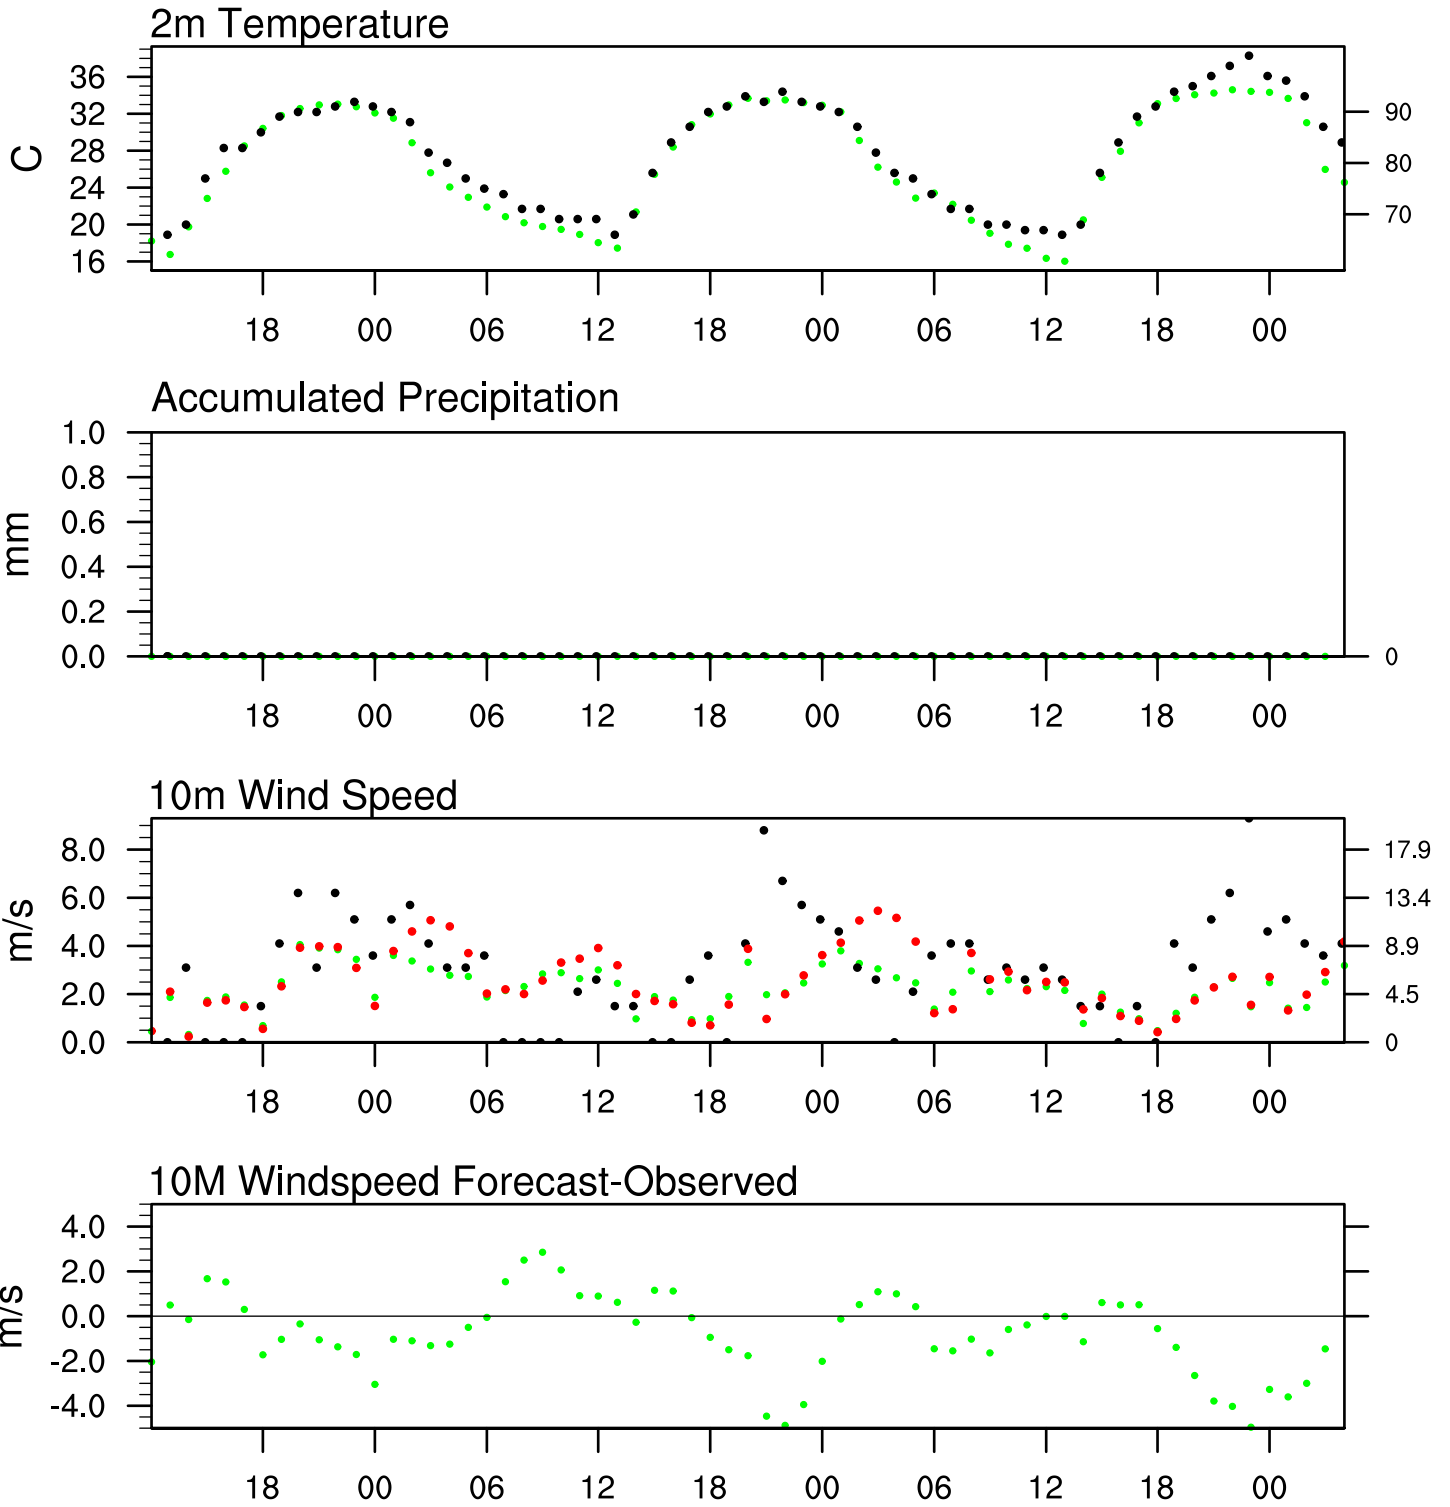 2m Temperature
36
32
28
24
20
16
C
90
80
70
18 00 06 12 18 00 06 12 18 00
Accumulated Precipitation
1.0
0.8
0.6
0.4
0.2
0.0
mm
0
18 00 06 12 18 00 06 12 18 00
10m Wind Speed
8.0
6.0
4.0
2.0
0.0
m/s
17.9
13.4
8.9
4.5
0
18 00 06 12 18 00 06 12 18 00
10M Windspeed Forecast-Observed
4.0
2.0
0.0
-2.0
-4.0
m/s
18 00 06 12 18 00 06 12 18 00